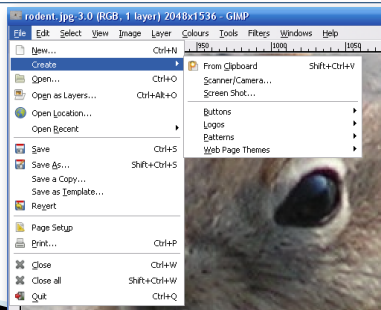 rodent.jpg-3.0 (RGB, 1 layer) 2048x1536 - GIMP
File Edit Select View Image Layer Colours Tools Filters Windows Help
950 1000 1050
New... Ctrl+N
Create
Open... Ctrl+O
Open as Layers... Ctrl+Alt+O
Open Location...
Open Recent
Save Ctrl+S
Save As... Shift+Ctrl+S
Save a Copy...
Save as Template...
Revert
Page Setup
Print... Ctrl+P
Close Ctrl+W
Close all Shift+Ctrl+W
Quit Ctrl+Q
From Clipboard Shift+Ctrl+V
Scanner/Camera...
Screen Shot...
Buttons
Logos
Patterns
Web Page Themes